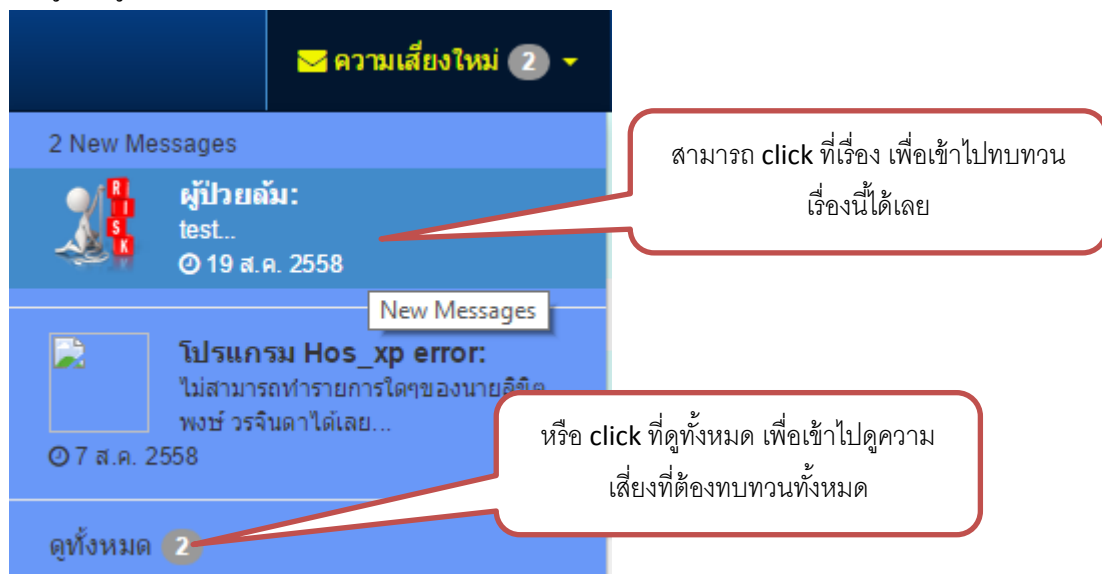 ความเสี่ยงใหม่ 2
2 New Messages
RISK
ผู้ป่วยล้ม:
test...
19 ส.ค. 2558
New Messages
โปรแกรม Hos_xp error:
ไม่สามารถทำรายการใดๆของนายลิขิต
พงษ์ วรจินดาได้เลย...
7 ส.ค. 2558
ดูทั้งหมด 2
สามารถ click ที่เรื่อง เพื่อเข้าไปทบทวน
เรื่องนี้ได้เลย
หรือ click ที่ดูทั้งหมด เพื่อเข้าไปดูความ
เสี่ยงที่ต้องทบทวนทั้งหมด